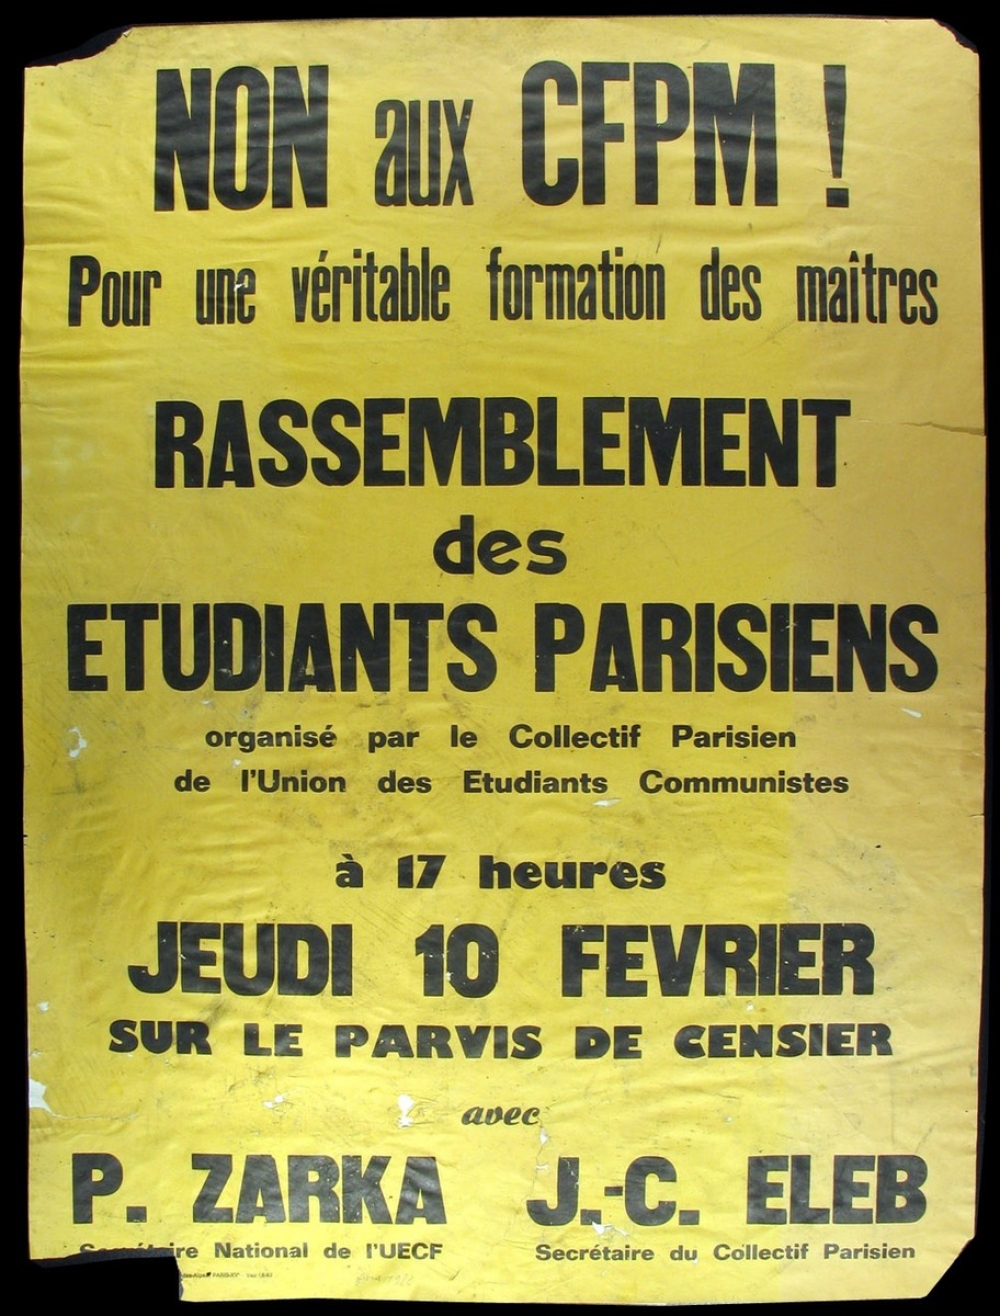 NON aux CFPM !
Pour une véritable formation des maîtres
RASSEMBLEMENT
des
ETUDIANTS PARISIENS
organisé par le Collectif Parisien
de l'Union des Etudiants Communistes
à 17 heures
JEUDI 10 FEVRIER
SUR LE PARVIS DE CENSIER
avec
P. ZARKA J.-C. ELEB
Secrétaire National de l'UECF Secrétaire du Collectif Parisien
PARIS-XV°